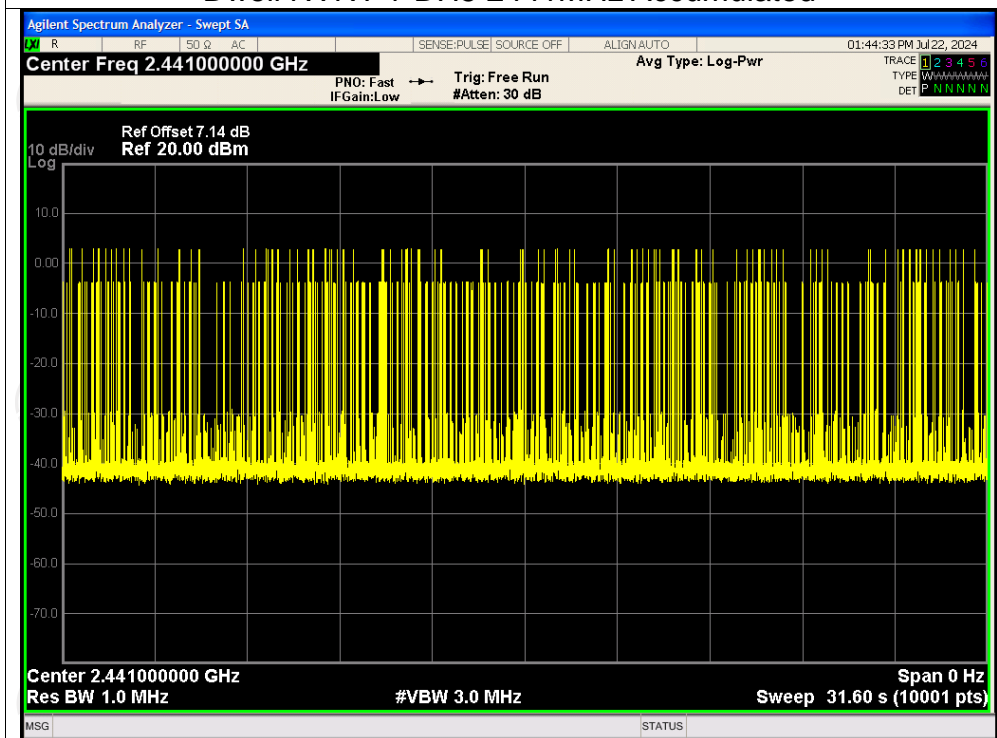 Agilent Spectrum Analyzer - Swept SA
LXI R RF 50 Ω AC SENSE:PULSE SOURCE OFF ALIGN AUTO 01:44:33 PM Jul 22, 2024
Center Freq 2.441000000 GHz Avg Type: Log-Pwr TRACE 1 2 3 4 5 6
PNO: Fast Trig: Free Run TYPE WWWWWW
IFGain:Low #Atten: 30 dB DET P N N N N N
Ref Offset 7.14 dB
10 dB/div Ref 20.00 dBm
Log
10.0
0.00
-10.0
-20.0
-30.0
-40.0
-50.0
-60.0
-70.0
Center 2.441000000 GHz Span 0 Hz
Res BW 1.0 MHz #VBW 3.0 MHz Sweep 31.60 s (10001 pts)
MSG STATUS